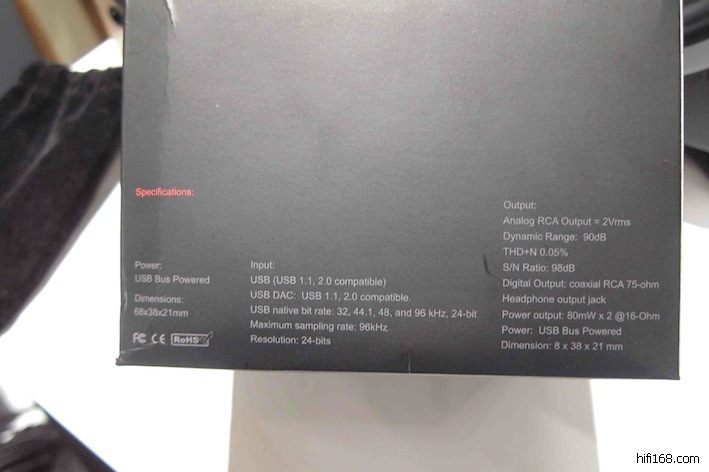 Specifications:
Power:
USB Bus Powered
Dimensions:
68x38x21mm
FC CE RoHS
Input:
USB (USB 1.1, 2.0 compatible)
USB DAC: USB 1.1, 2.0 compatible.
USB native bit rate: 32, 44.1, 48, and 96 kHz, 24-bit
Maximum sampling rate: 96kHz
Resolution: 24-bits
Output:
Analog RCA Output = 2Vrms
Dynamic Range: 90dB
THD+N 0.05%
S/N Ratio: 98dB
Digital Output: coaxial RCA 75-ohm
Headphone output jack
Power output: 80mW x 2 @16-Ohm
Power: USB Bus Powered
Dimension: 8 x 38 x 21 mm
hifi168.com